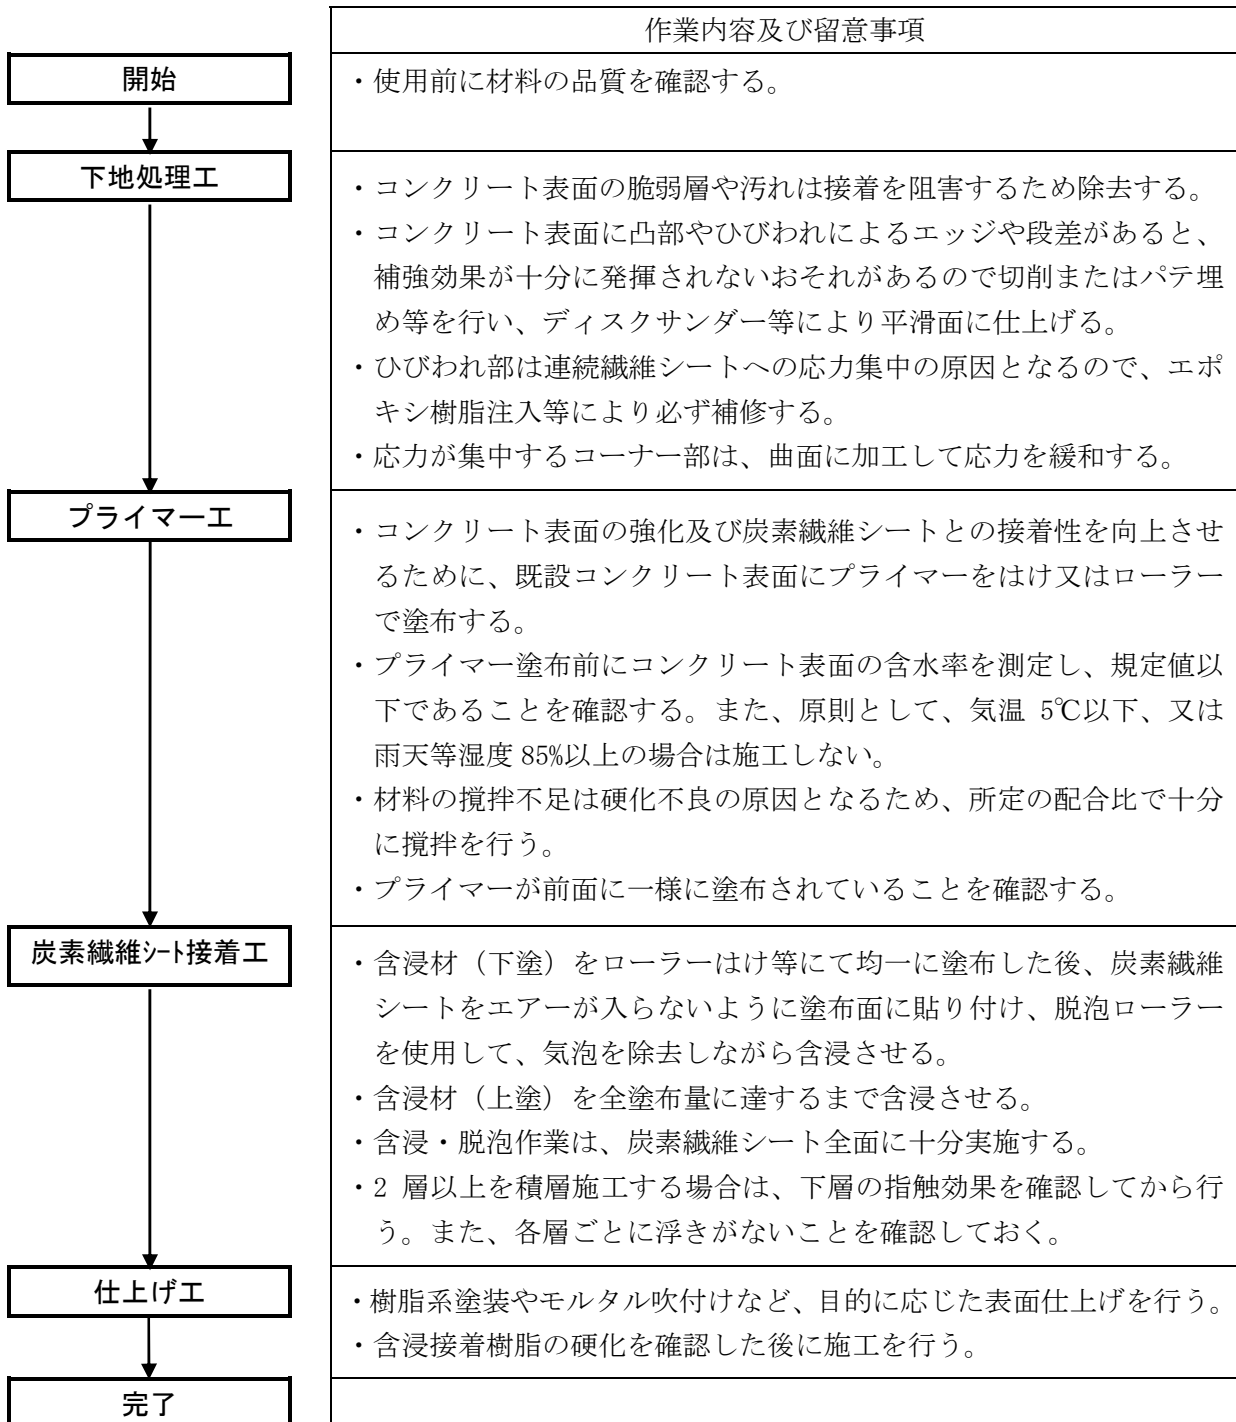 作業内容及び留意事項
開始
・使用前に材料の品質を確認する。
下地処理工
・コンクリート表面の脆弱層や汚れは接着を阻害するため除去する。
・コンクリート表面に凸部やひびわれによるエッジや段差があると、
補強効果が十分に発揮されないおそれがあるので切削またはパテ埋
め等を行い、ディスクサンダー等により平滑面に仕上げる。
・ひびわれ部は連続繊維シートへの応力集中の原因となるので、エポ
キシ樹脂注入等により必ず補修する。
・応力が集中するコーナー部は、曲面に加工して応力を緩和する。
プライマー工
・コンクリート表面の強化及び炭素繊維シートとの接着性を向上させ
るために、既設コンクリート表面にプライマーをはけ又はローラー
で塗布する。
・プライマー塗布前にコンクリート表面の含水率を測定し、規定値以
下であることを確認する。また、原則として、気温 5℃以下、又は
雨天等湿度 85%以上の場合は施工しない。
・材料の撹拌不足は硬化不良の原因となるため、所定の配合比で十分
に撹拌を行う。
・プライマーが前面に一様に塗布されていることを確認する。
炭素繊維ｼｰﾄ接着工
・含浸材（下塗）をローラーはけ等にて均一に塗布した後、炭素繊維
シートをエアーが入らないように塗布面に貼り付け、脱泡ローラー
を使用して、気泡を除去しながら含浸させる。
・含浸材（上塗）を全塗布量に達するまで含浸させる。
・含浸・脱泡作業は、炭素繊維シート全面に十分実施する。
・2 層以上を積層施工する場合は、下層の指触効果を確認してから行
う。また、各層ごとに浮きがないことを確認しておく。
仕上げ工
・樹脂系塗装やモルタル吹付けなど、目的に応じた表面仕上げを行う。
・含浸接着樹脂の硬化を確認した後に施工を行う。
完了